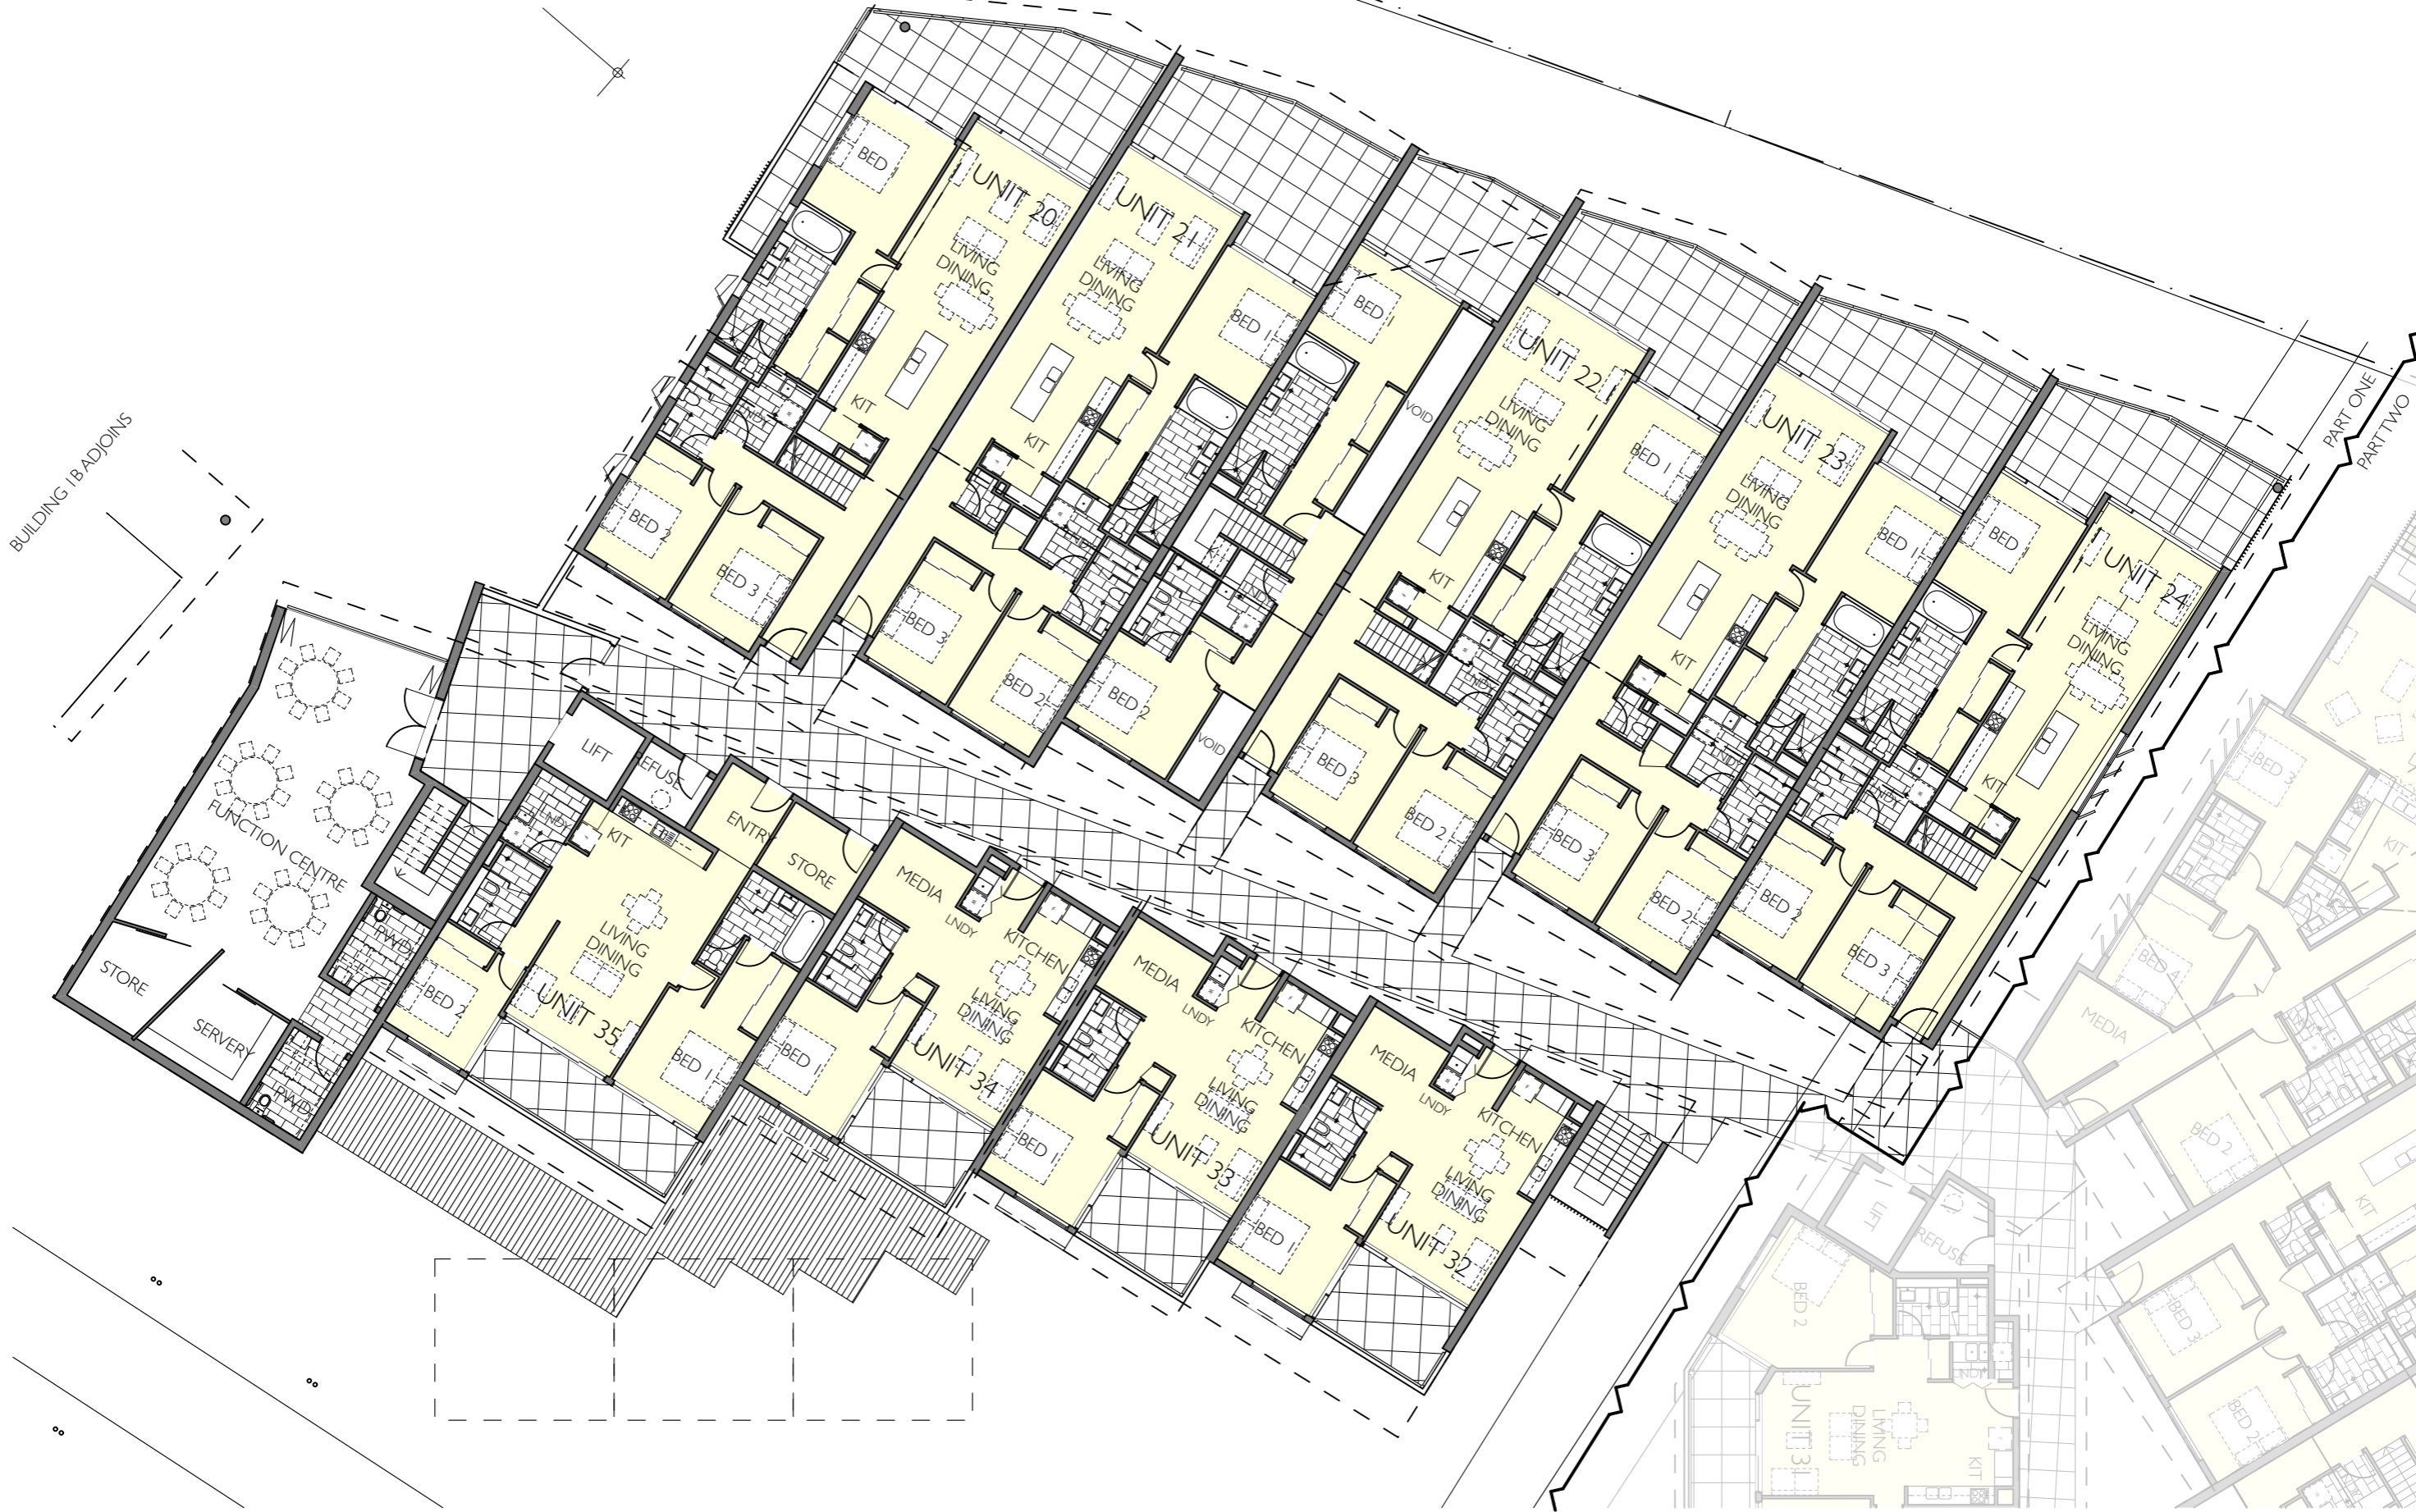 BED
UNIT 20
LIVING
DINING
KIT
LNDY
BED 2
BED 3
UNIT 21
LIVING
DINING
BED 1
KIT
LNDY
BED 3
BED 2
BED 1
VOID
LNDY
BED 2
VOID
UNIT 22
LIVING
DINING
BED 1
KIT
LNDY
BED 3
BED 2
UNIT 23
LIVING
DINING
BED 1
KIT
LNDY
BED 3
BED 2
BED
UNIT 24
LIVING
DINING
KIT
LNDY
BED 2
BED 3
PART ONE
PART TWO
BUILDING 1B ADJOINS
FUNCTION CENTRE
STORE
SERVERY
PWD
PWD
LIFT
REFUSE
ENTRY
STORE
LNDY
KIT
LIVING
DINING
BED 2
UNIT 35
BED 1
MEDIA
LNDY
KITCHEN
LIVING
DINING
BED 1
UNIT 34
MEDIA
LNDY
KITCHEN
LIVING
DINING
BED 1
UNIT 33
MEDIA
LNDY
KITCHEN
LIVING
DINING
BED 1
UNIT 32
BED 3
KIT
BED 4
MEDIA
BED 2
KIT
LIFT
REFUSE
BED 2
BED 3
BED 2
LNDY
UNIT 31
LIVING
DINING
KIT